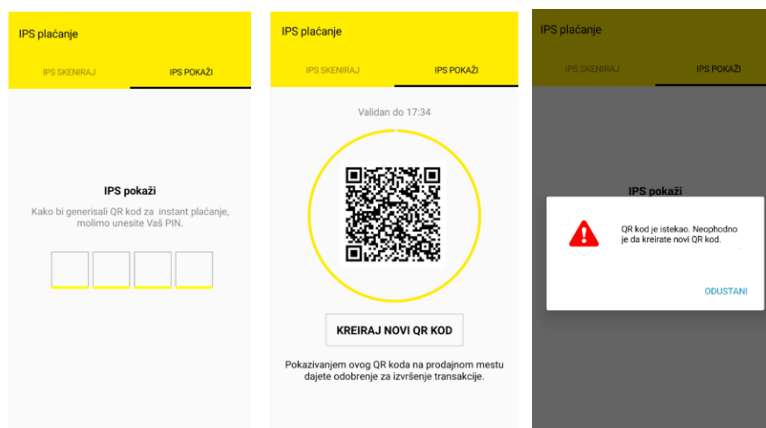 IPS plaćanje
IPS SKENIRAJ
IPS POKAŽI
IPS pokaži
Kako bi generisali QR kod za instant plaćanje,
molimo unesite Vaš PIN.
IPS plaćanje
IPS SKENIRAJ
IPS POKAŽI
Validan do 17:34
KREIRAJ NOVI QR KOD
Pokazivanjem ovog QR koda na prodajnom mestu
dajete odobrenje za izvršenje transakcije.
IPS plaćanje
IPS SKENIRAJ
IPS POKAŽI
IPS pokaži
QR kod je istekao. Neophodno
je da kreirate novi QR kod.
ODUSTANI